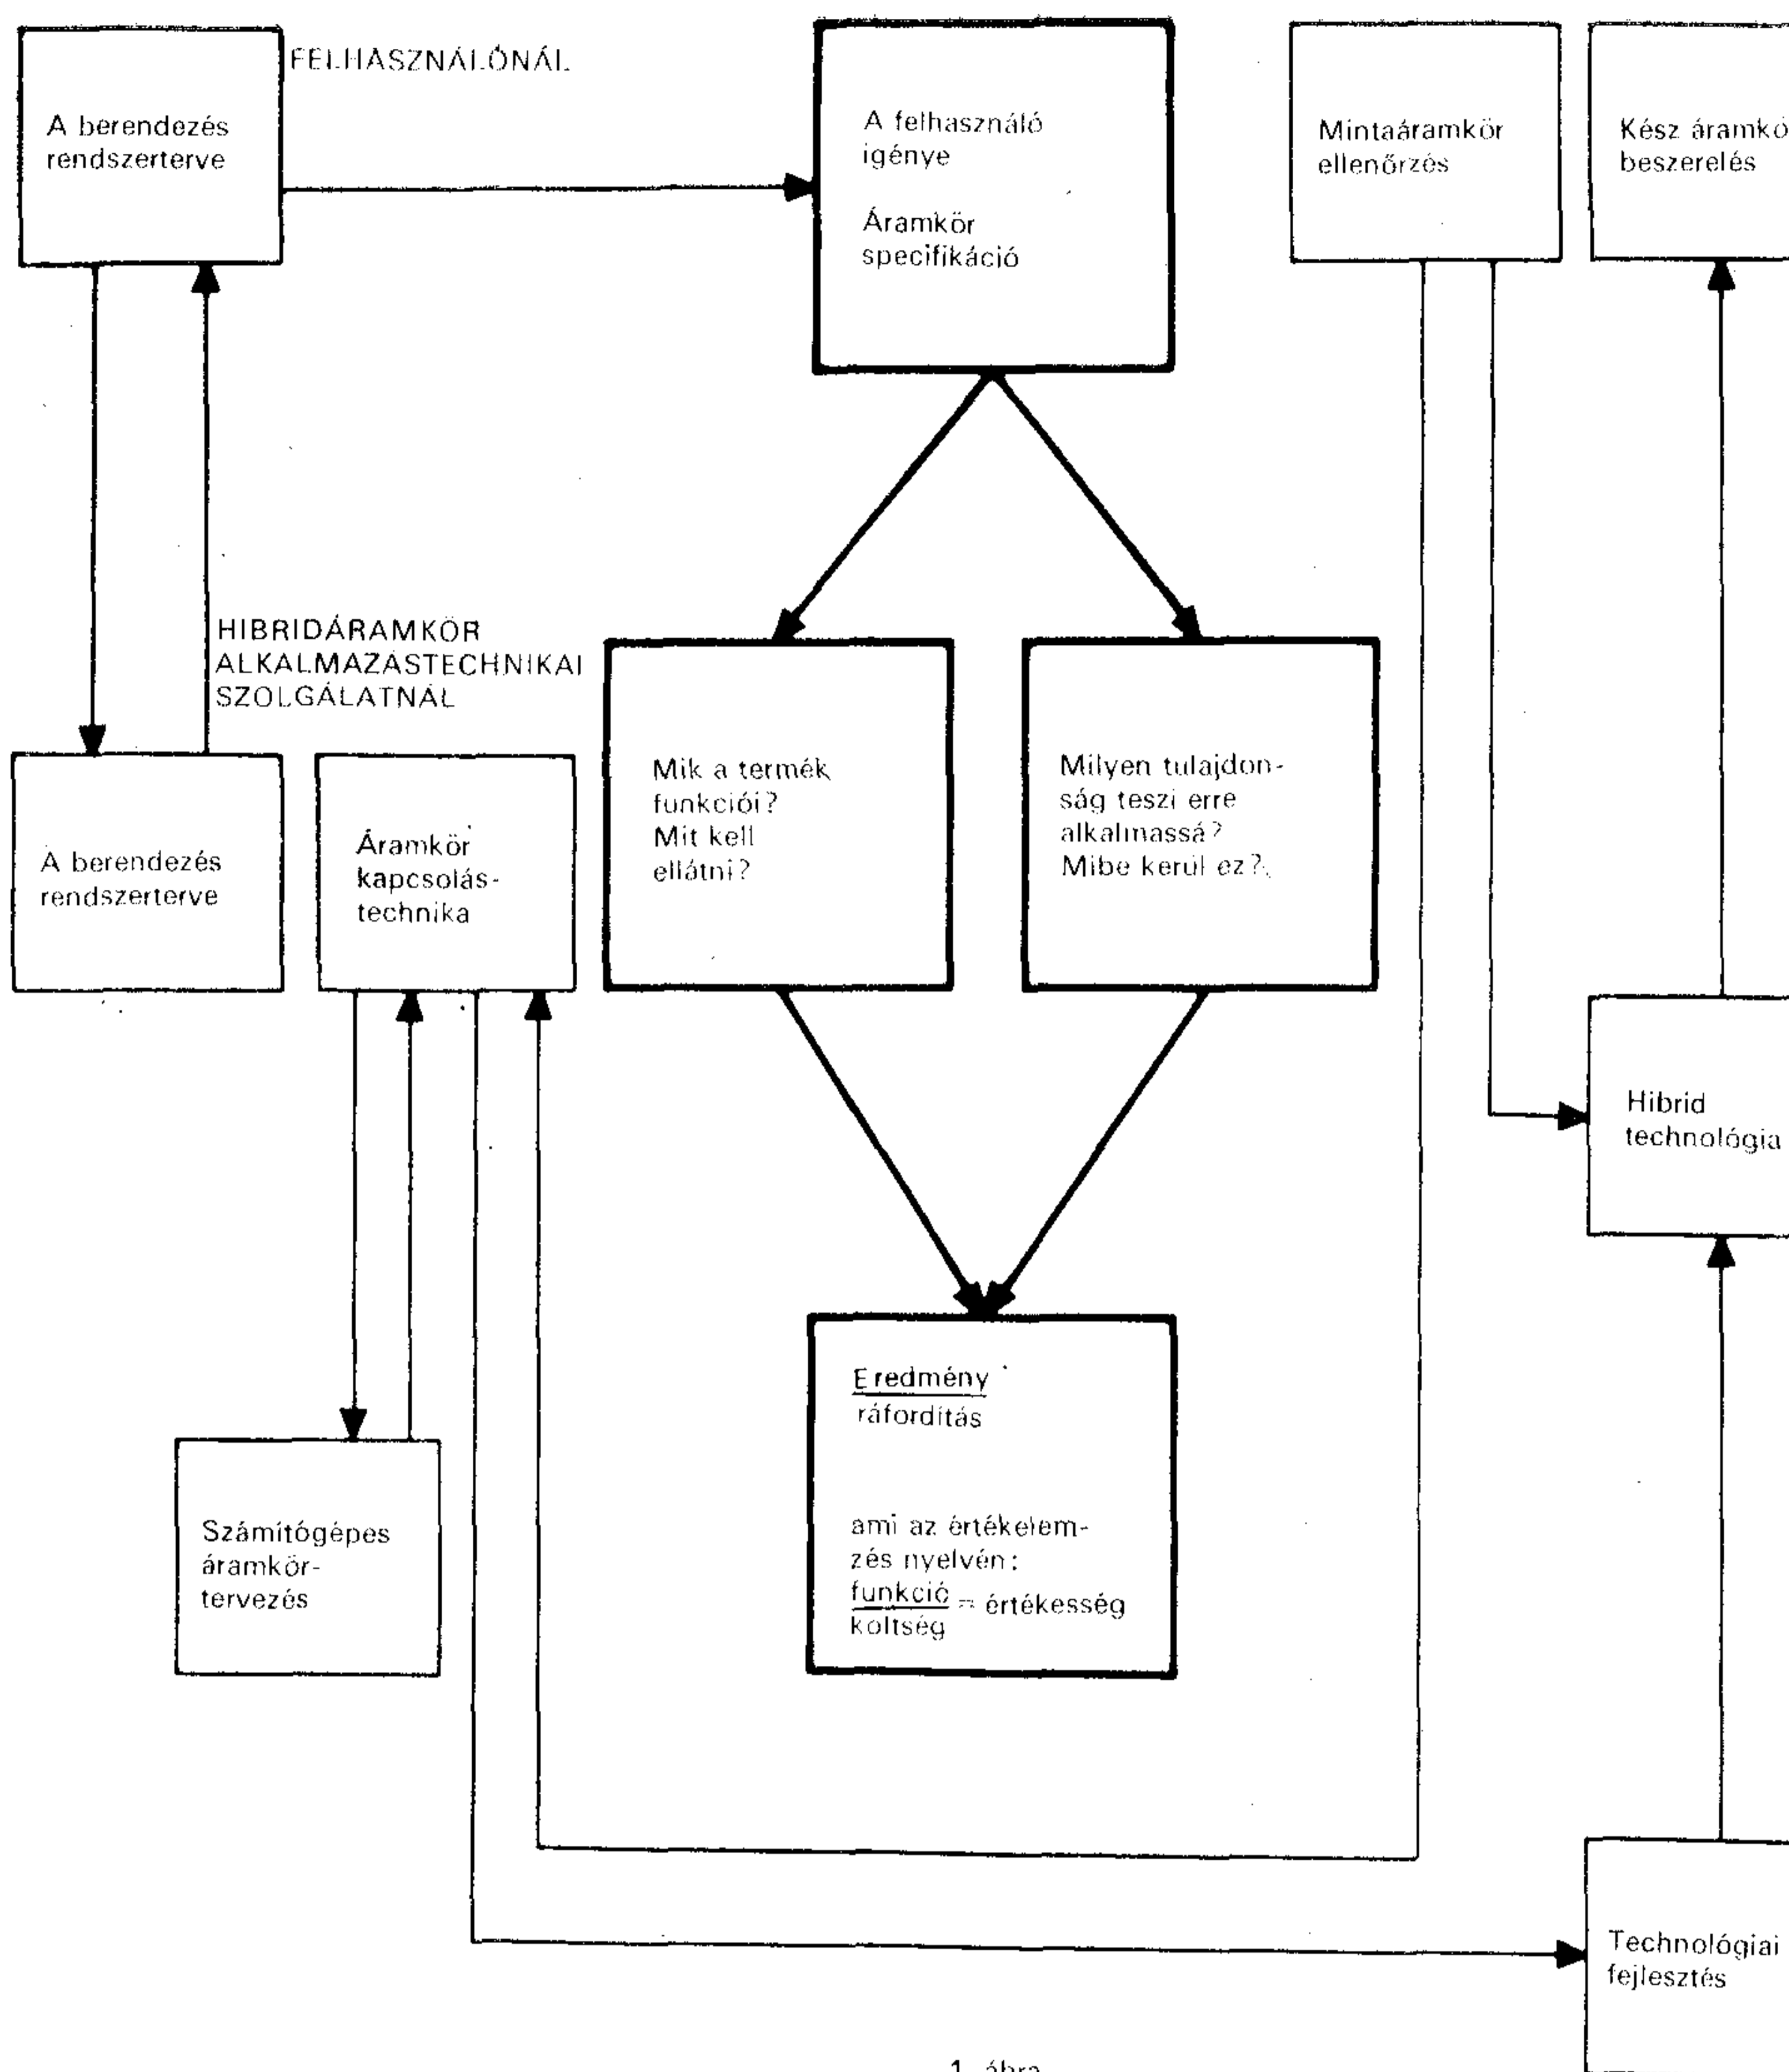 FELHASZNÁLÓNÁL
A berendezés
rendszerterve
A felhasználó
igénye
Áramkör
specifikáció
Mintaáramkör
ellenőrzés
Kész áramkö
beszerelés
HIBRIDÁRAMKÖR
ALKALMAZÁSTECHNIKAI
SZOLGÁLATNÁL
A berendezés
rendszerterve
Áramkör
kapcsolás-
technika
Mik a termék
funkciói?
Mit kell
ellátni?
Milyen tulajdon-
ság teszi erre
alkalmassá?
Mibe kerül ez?
Hibrid
technológia
Eredmény
ráfordítás
ami az értékelem-
zés nyelvén:
funkció
= értékesség
költség
Számítógépes
áramkör-
tervezés
Technológiai
fejlesztés
1. ábra